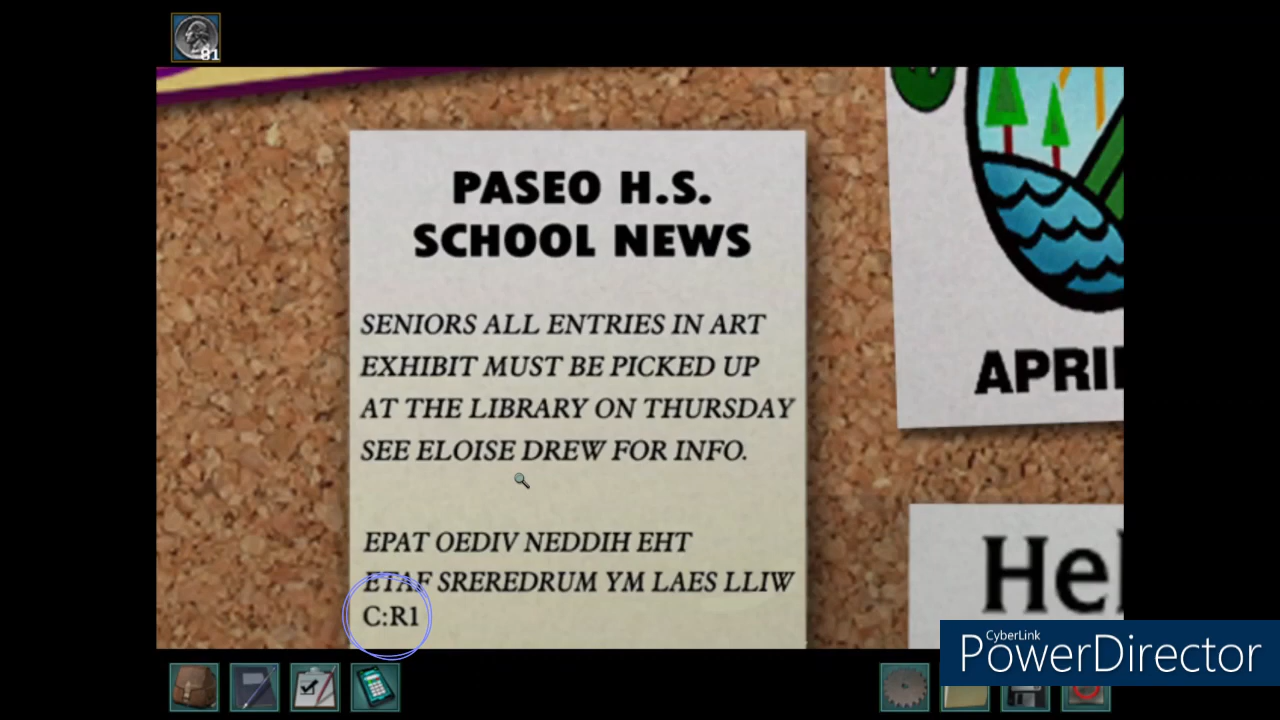 81
PASEO H.S.
SCHOOL NEWS
SENIORS ALL ENTRIES IN ART
EXHIBIT MUST BE PICKED UP
AT THE LIBRARY ON THURSDAY
SEE ELOISE DREW FOR INFO.
EPAT OEDIV NEDDIH EHT
ETAF SREREDRUM YM LAES LLIW
C:R1
APRI
Hel
CyberLink
PowerDirector